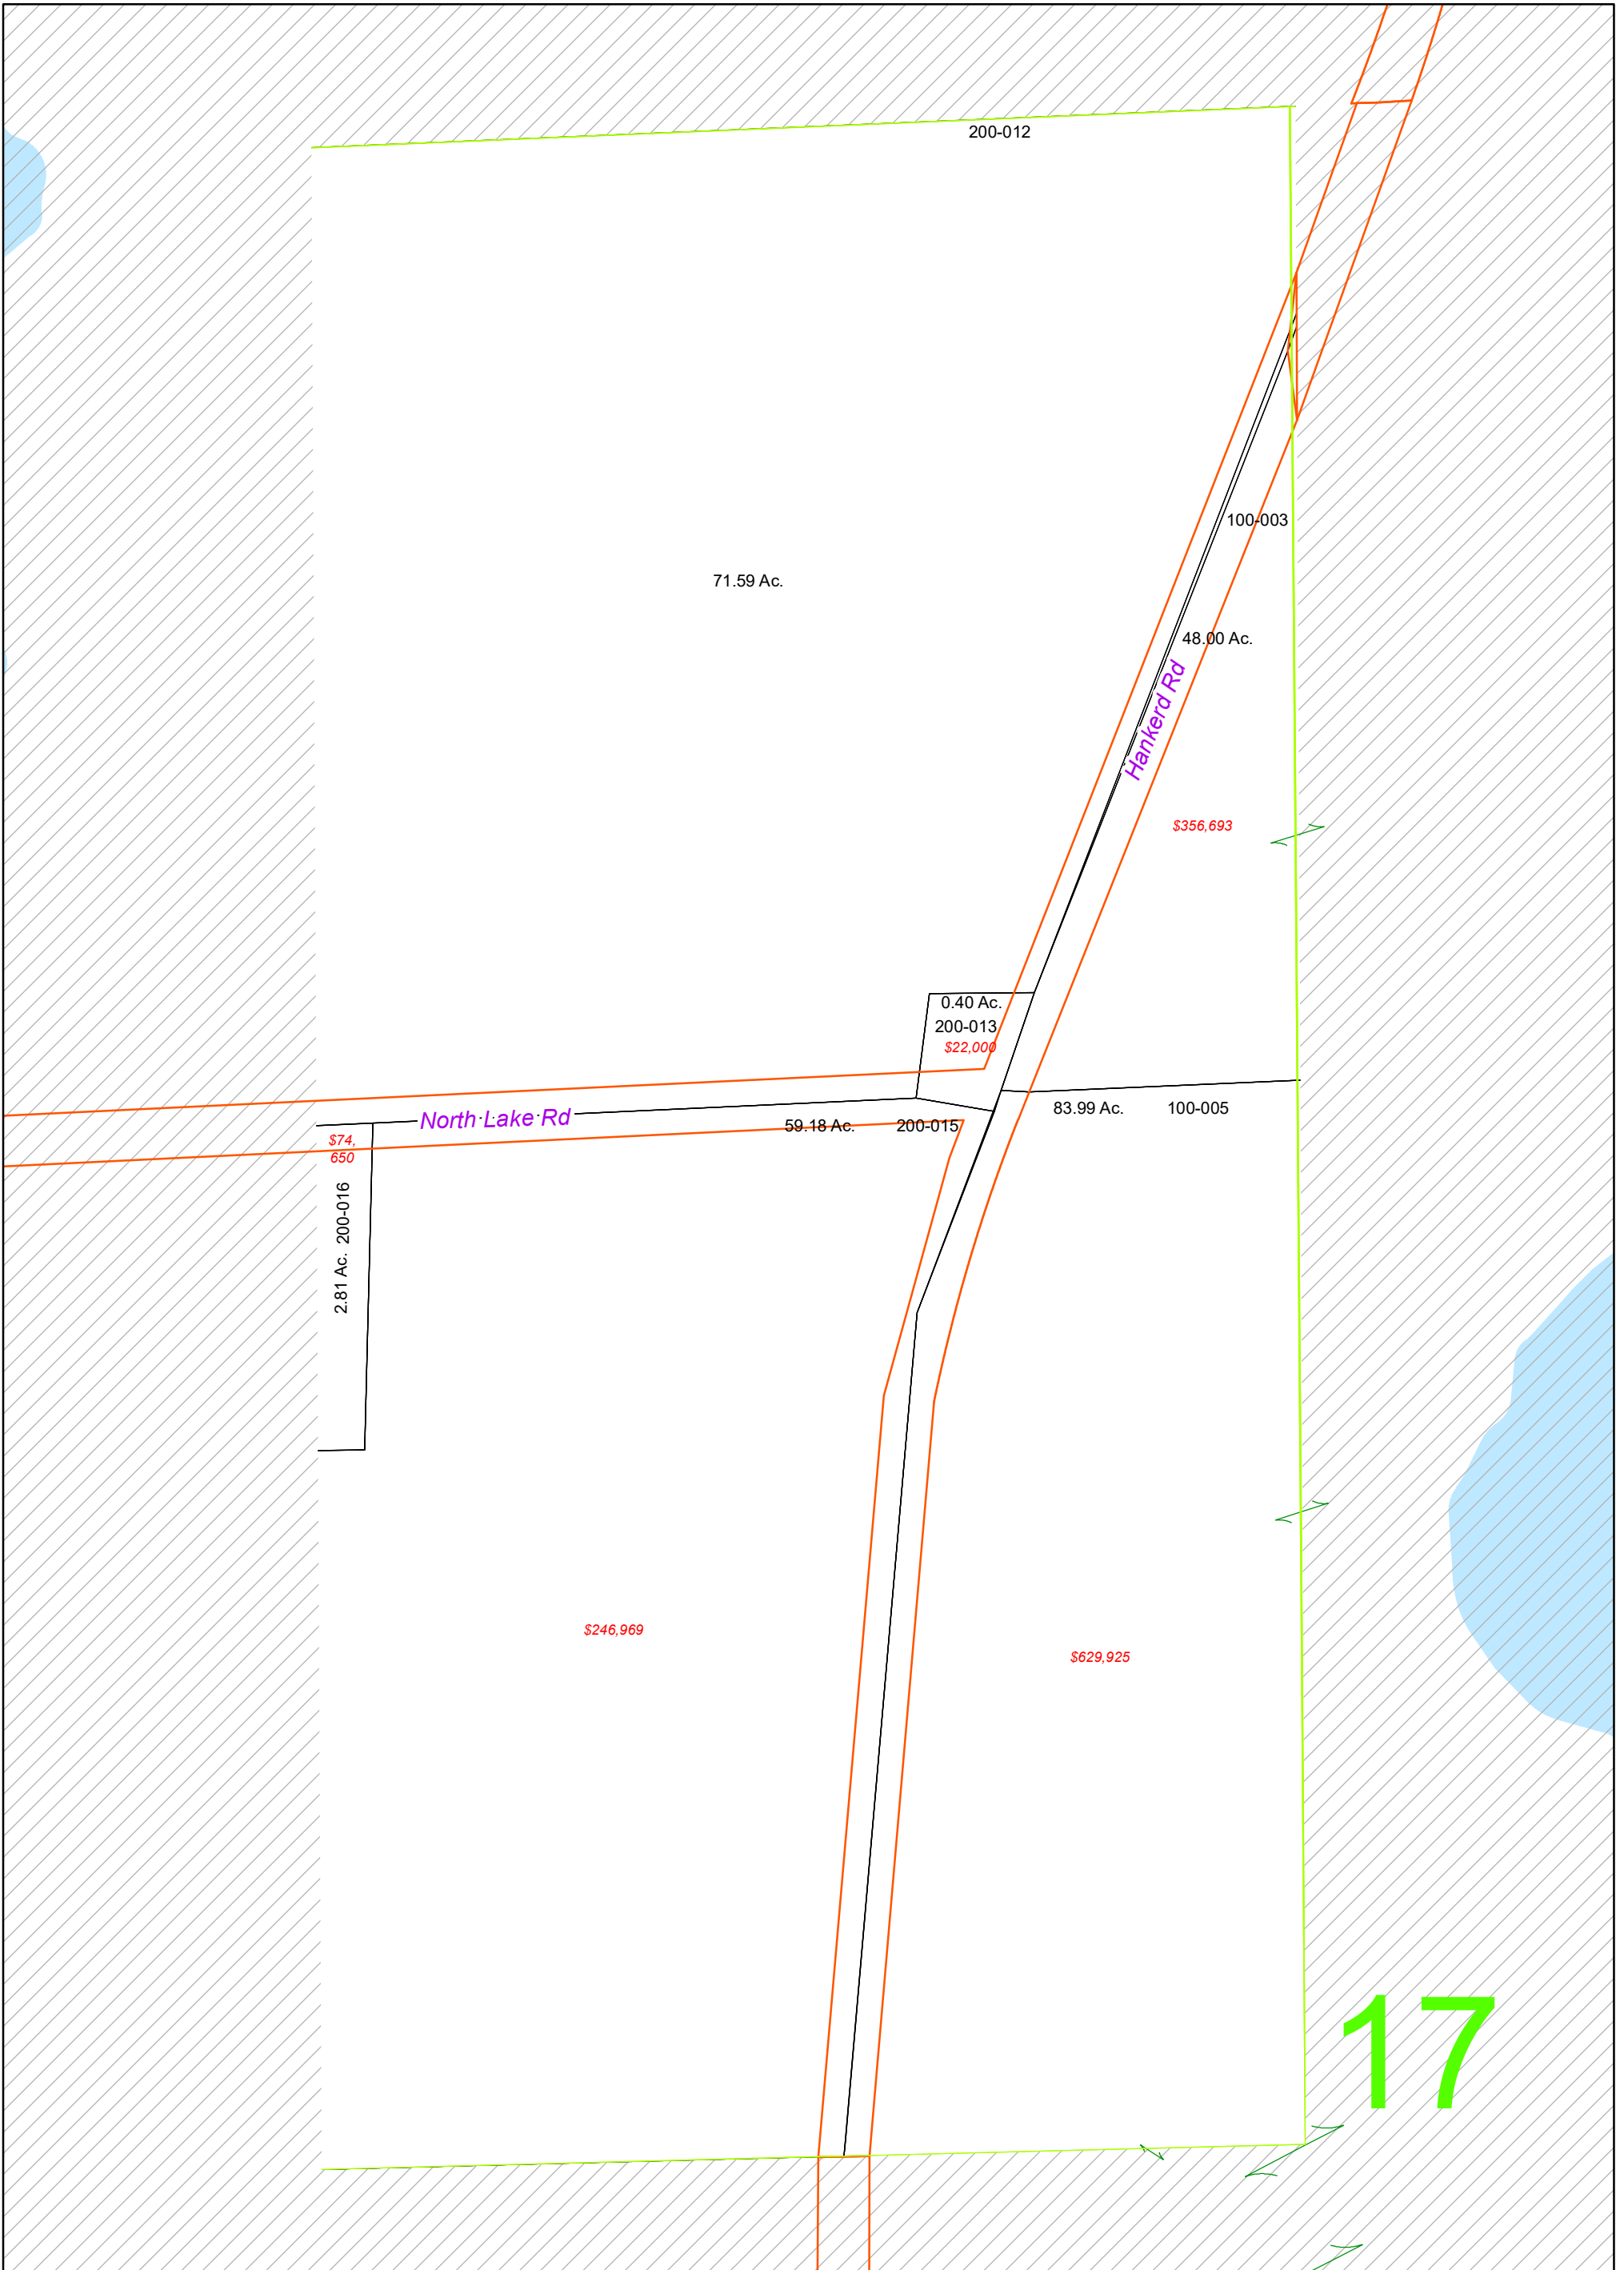 200-012
100-003
71.59 Ac.
48.00 Ac.
Hankerd Rd
$356,693
0.40 Ac.
200-013
$22,000
North Lake Rd
59.18 Ac. 200-015
83.99 Ac. 100-005
$74,
650
2.81 Ac. 200-016
$246,969
$629,925
17